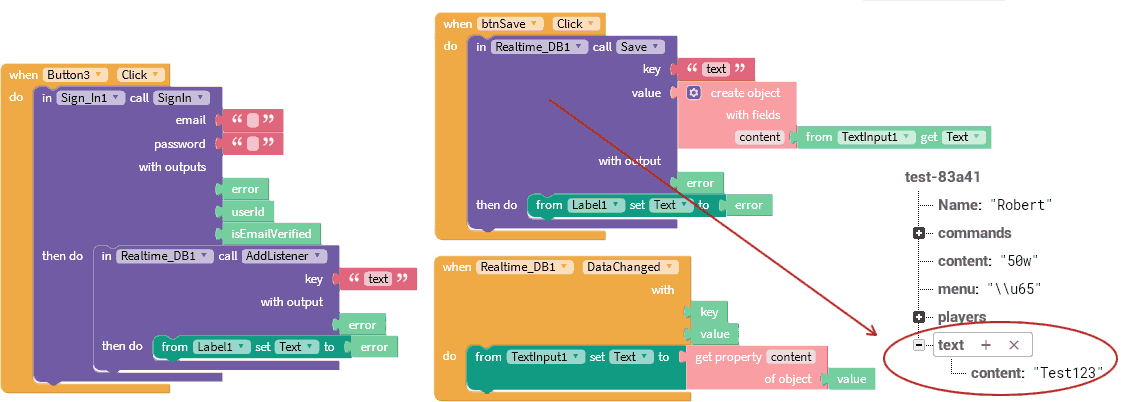 when Button3 Click
do in Sign_In1 call SignIn
email “ ”
password “ ”
with outputs
error
userId
isEmailVerified
then do in Realtime_DB1 call AddListener
key “ text ”
with output
error
then do from Label1 set Text to error
when btnSave Click
do in Realtime_DB1 call Save
key “ text ”
value create object
with fields
content from TextInput1 get Text
with output
error
then do from Label1 set Text to error
when Realtime_DB1 DataChanged
with
key
value
do from TextInput1 set Text to get property content
of object value
test-83a41
Name: "Robert"
commands
content: "50w"
menu: "\\u65"
players
text + ×
content: "Test123"